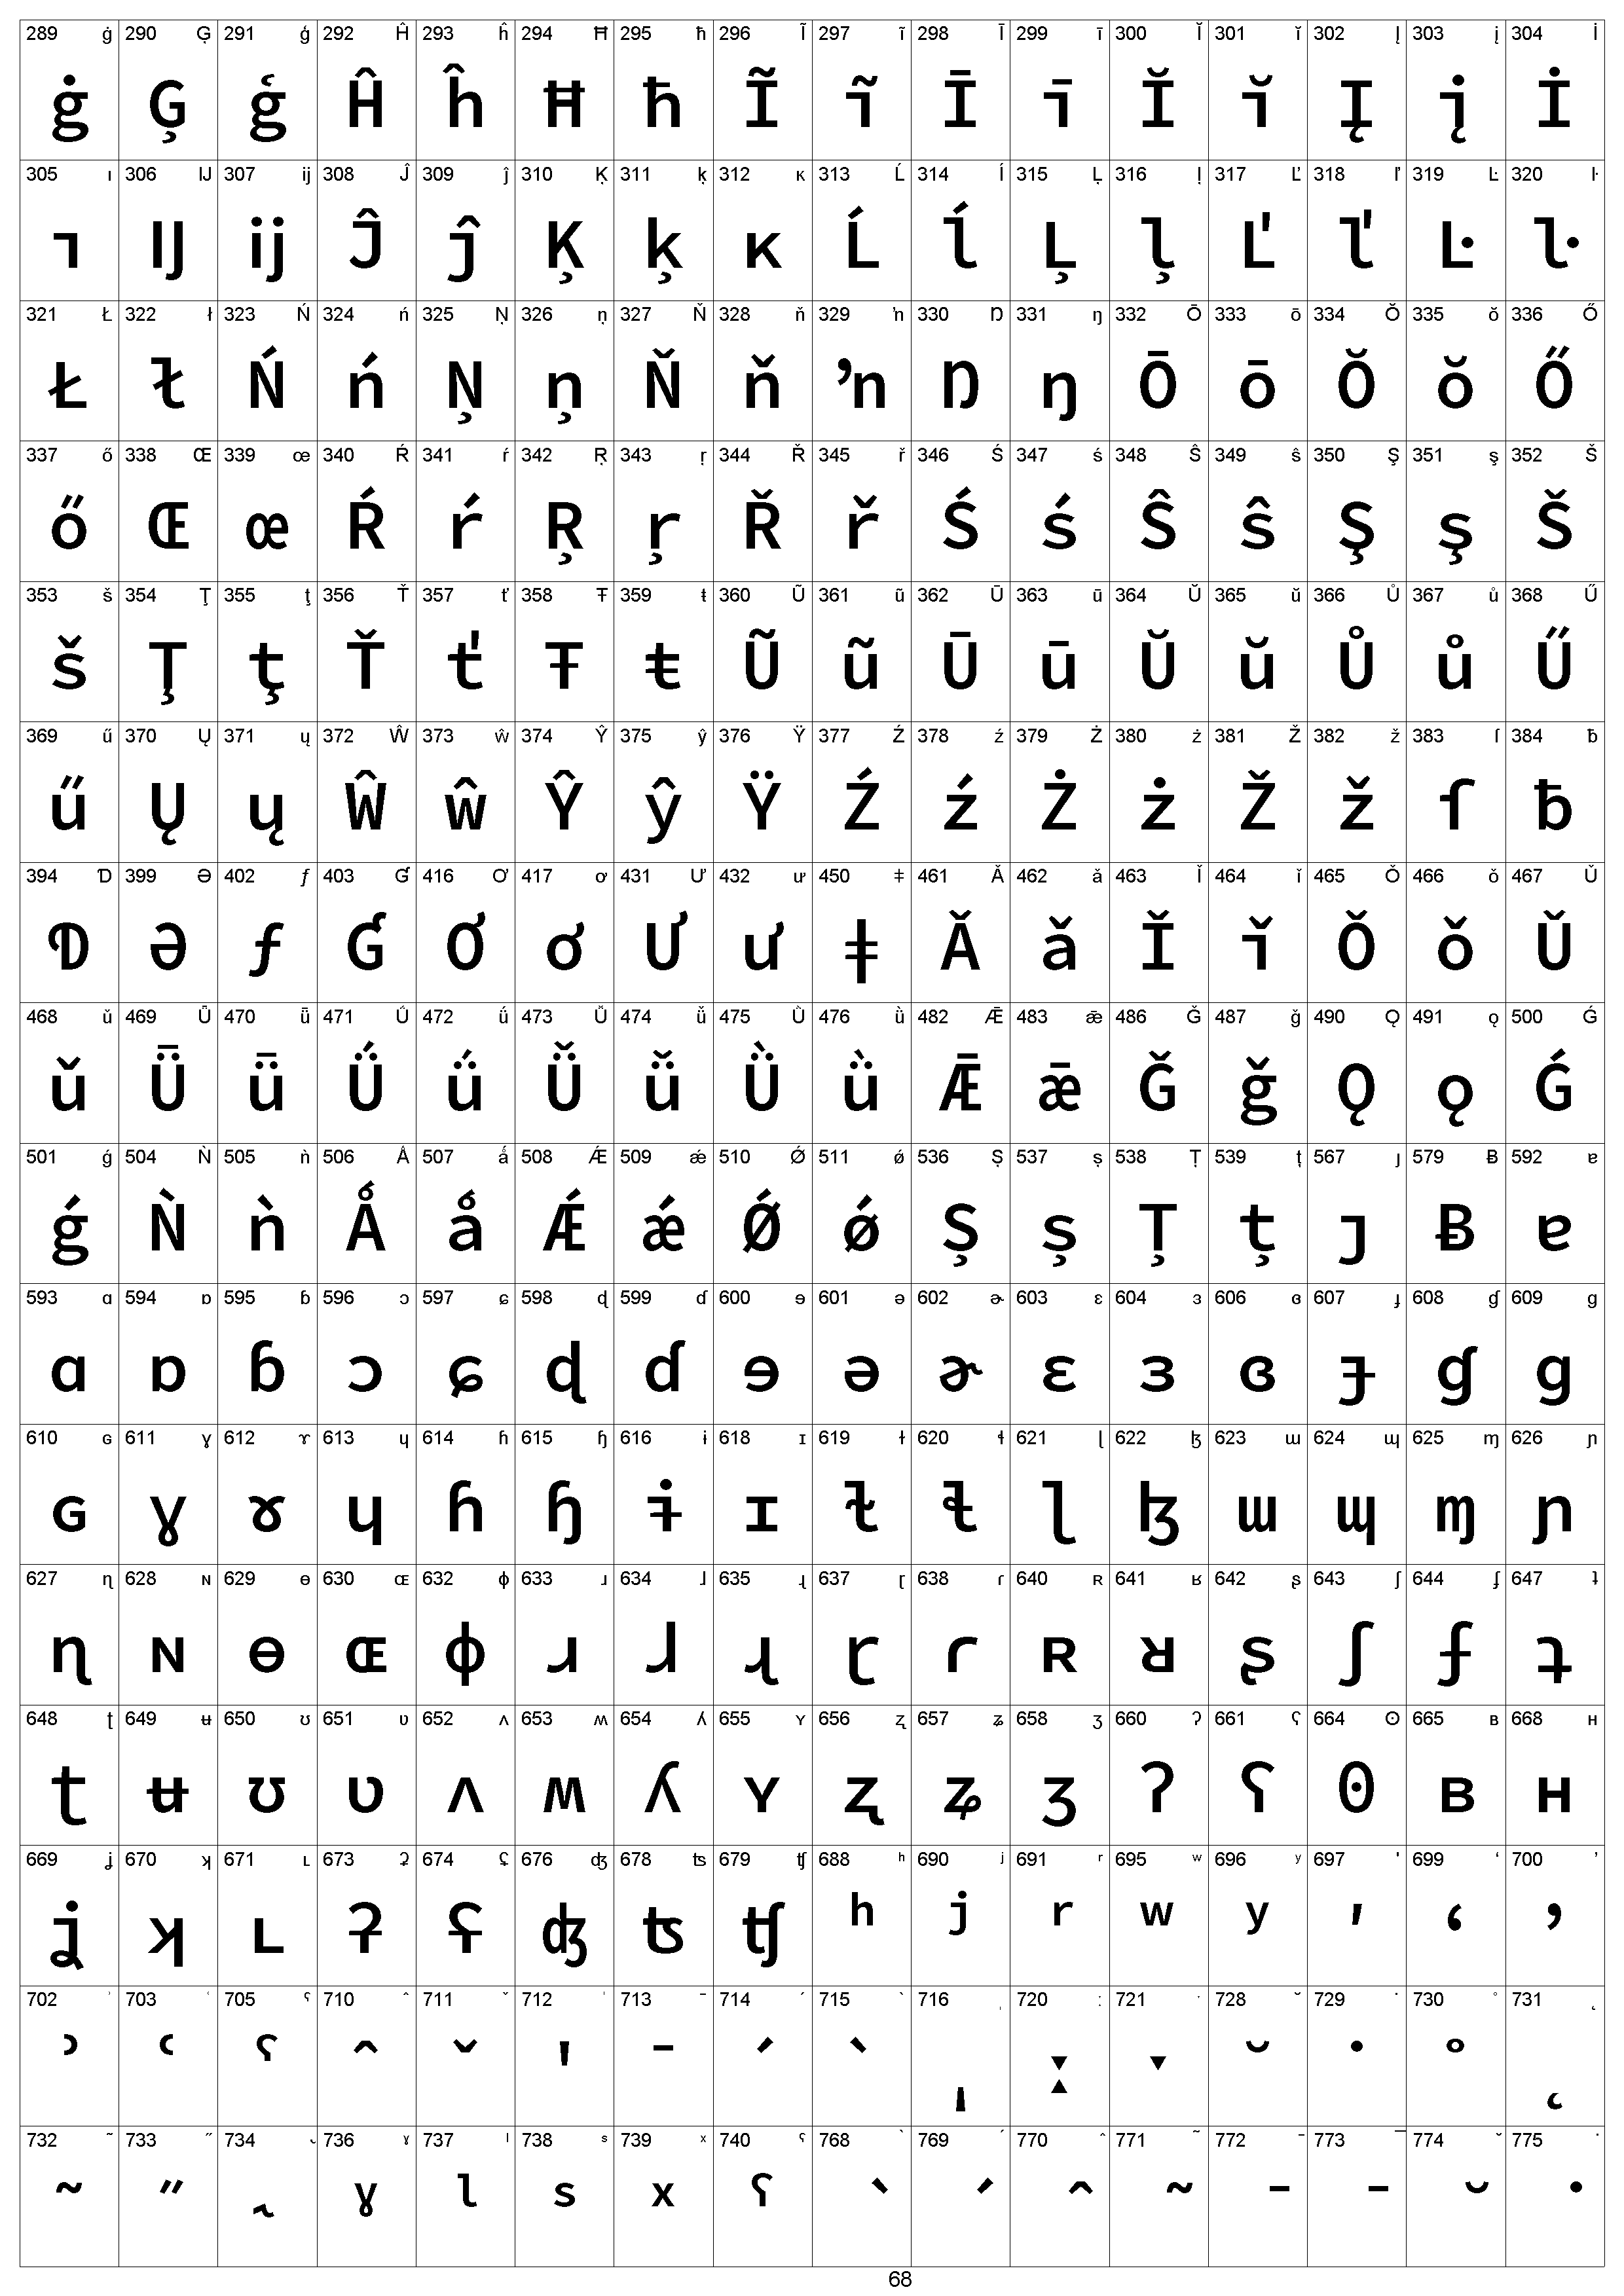 289 ġ 290 Ģ 291 ģ 292 Ĥ 293 ĥ 294 Ħ 295 ħ 296 Ĩ 297 ĩ 298 Ī 299 ī 300 Ĭ 301 ĭ 302 Į 303 į 304 İ
ġ Ģ ģ Ĥ ĥ Ħ ħ Ĩ ĩ Ī ī Ĭ ĭ Į į İ
305 ı 306 Ĳ 307 ĳ 308 Ĵ 309 ĵ 310 Ķ 311 ķ 312 ĸ 313 Ĺ 314 ĺ 315 Ļ 316 ļ 317 Ľ 318 ľ 319 Ŀ 320 ŀ
ı Ĳ ĳ Ĵ ĵ Ķ ķ ĸ Ĺ ĺ Ļ ļ Ľ ľ Ŀ ŀ
321 Ł 322 ł 323 Ń 324 ń 325 Ņ 326 ņ 327 Ň 328 ň 329 ŉ 330 Ŋ 331 ŋ 332 Ō 333 ō 334 Ŏ 335 ŏ 336 Ő
Ł ł Ń ń Ņ ņ Ň ň ŉ Ŋ ŋ Ō ō Ŏ ŏ Ő
337 ő 338 Œ 339 œ 340 Ŕ 341 ŕ 342 Ŗ 343 ŗ 344 Ř 345 ř 346 Ś 347 ś 348 Ŝ 349 ŝ 350 Ş 351 ş 352 Š
ő Œ œ Ŕ ŕ Ŗ ŗ Ř ř Ś ś Ŝ ŝ Ş ş Š
353 š 354 Ţ 355 ţ 356 Ť 357 ť 358 Ŧ 359 ŧ 360 Ũ 361 ũ 362 Ū 363 ū 364 Ŭ 365 ŭ 366 Ů 367 ů 368 Ű
š Ţ ţ Ť ť Ŧ ŧ Ũ ũ Ū ū Ŭ ŭ Ů ů Ű
369 ű 370 Ų 371 ų 372 Ŵ 373 ŵ 374 Ŷ 375 ŷ 376 Ÿ 377 Ź 378 ź 379 Ż 380 ż 381 Ž 382 ž 383 ſ 384 ƀ
ű Ų ų Ŵ ŵ Ŷ ŷ Ÿ Ź ź Ż ż Ž ž ſ ƀ
394 Ɗ 399 Ə 402 ƒ 403 Ɠ 416 Ơ 417 ơ 431 Ư 432 ư 450 ǂ 461 Ǎ 462 ǎ 463 Ǐ 464 ǐ 465 Ǒ 466 ǒ 467 Ǔ
Ɗ Ə ƒ Ɠ Ơ ơ Ư ư ǂ Ǎ ǎ Ǐ ǐ Ǒ ǒ Ǔ
468 ǔ 469 Ǖ 470 ǖ 471 Ǘ 472 ǘ 473 Ǚ 474 ǚ 475 Ǜ 476 ǜ 482 Ǣ 483 ǣ 486 Ǧ 487 ǧ 490 Ǫ 491 ǫ 500 Ǵ
ǔ Ǖ ǖ Ǘ ǘ Ǚ ǚ Ǜ ǜ Ǣ ǣ Ǧ ǧ Ǫ ǫ Ǵ
501 ǵ 504 Ǹ 505 ǹ 506 Ǻ 507 ǻ 508 Ǽ 509 ǽ 510 Ǿ 511 ǿ 536 Ș 537 ș 538 Ț 539 ț 567 ȷ 579 Ƀ 592 ɐ
ǵ Ǹ ǹ Ǻ ǻ Ǽ ǽ Ǿ ǿ Ș ș Ț ț ȷ Ƀ ɐ
593 ɑ 594 ɒ 595 ɓ 596 ɔ 597 ɕ 598 ɖ 599 ɗ 600 ɘ 601 ə 602 ɚ 603 ɛ 604 ɜ 606 ɞ 607 ɟ 608 ɠ 609 ɡ
ɑ ɒ ɓ ɔ ɕ ɖ ɗ ɘ ə ɚ ɛ ɜ ɞ ɟ ɠ ɡ
610 ɢ 611 ɣ 612 ɤ 613 ɥ 614 ɦ 615 ɧ 616 ɨ 618 ɪ 619 ɫ 620 ɬ 621 ɭ 622 ɮ 623 ɯ 624 ɰ 625 ɱ 626 ɲ
ɢ ɣ ɤ ɥ ɦ ɧ ɨ ɪ ɫ ɬ ɭ ɮ ɯ ɰ ɱ ɲ
627 ɳ 628 ɴ 629 ɵ 630 ɶ 632 ɸ 633 ɹ 634 ɺ 635 ɻ 637 ɽ 638 ɾ 640 ʀ 641 ʁ 642 ʂ 643 ʃ 644 ʄ 647 ʇ
ɳ ɴ ɵ ɶ ɸ ɹ ɺ ɻ ɽ ɾ ʀ ʁ ʂ ʃ ʄ ʇ
648 ʈ 649 ʉ 650 ʊ 651 ʋ 652 ʌ 653 ʍ 654 ʎ 655 ʏ 656 ʐ 657 ʑ 658 ʒ 660 ʔ 661 ʕ 664 ʘ 665 ʙ 668 ʜ
ʈ ʉ ʊ ʋ ʌ ʍ ʎ ʏ ʐ ʑ ʒ ʔ ʕ ʘ ʙ ʜ
669 ʝ 670 ʞ 671 ʟ 673 ʡ 674 ʢ 676 ʤ 678 ʦ 679 ʧ 688 ʰ 690 ʲ 691 ʳ 695 ʷ 696 ʸ 697 ʹ 699 ʻ 700 ʼ
ʝ ʞ ʟ ʡ ʢ ʤ ʦ ʧ ʰ ʲ ʳ ʷ ʸ ʹ ʻ ʼ
702 ʾ 703 ʿ 705 ˁ 710 ˆ 711 ˇ 712 ˈ 713 ˉ 714 ˊ 715 ˋ 716 ˌ 720 ː 721 ˑ 728 ˘ 729 ˙ 730 ˚ 731 ˛
ʾ ʿ ˁ ˆ ˇ ˈ ˉ ˊ ˋ ˌ ː ˑ ˘ ˙ ˚ ˛
732 ˜ 733 ˝ 734 ˞ 736 ˠ 737 ˡ 738 ˢ 739 ˣ 740 ˤ 768 ̀ 769 ́ 770 ̂ 771 ̃ 772 ̄ 773 ̅ 774 ̆ 775 ̇
˜ ˝ ˞ ˠ ˡ ˢ ˣ ˤ ̀ ́ ̂ ̃ ̄ ̅ ̆ ̇
68